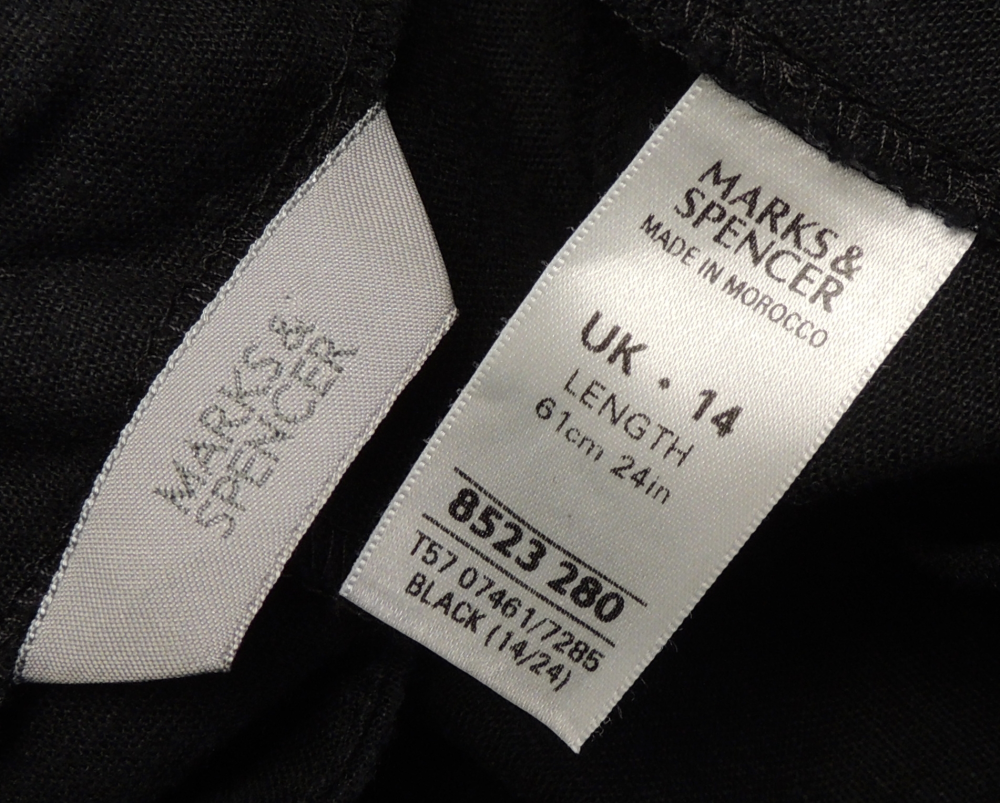 MARKS &
SPENCER
MARKS &
SPENCER
MADE IN MOROCCO
UK · 14
LENGTH
61cm 24in
8523 280
T57 07461/7285
BLACK (14/24)